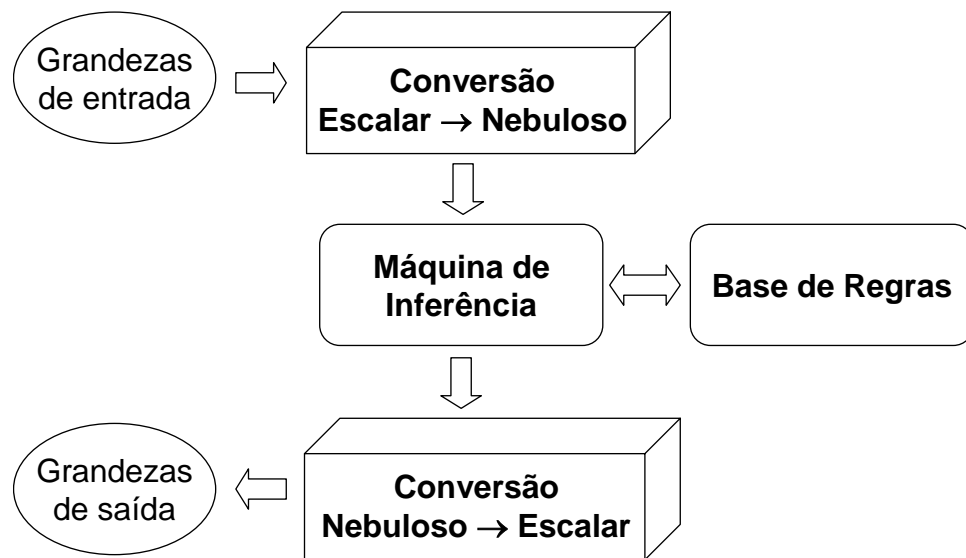 Grandezas
de entrada
Conversão
Escalar → Nebuloso
Máquina de
Inferência
Base de Regras
Grandezas
de saída
Conversão
Nebuloso → Escalar